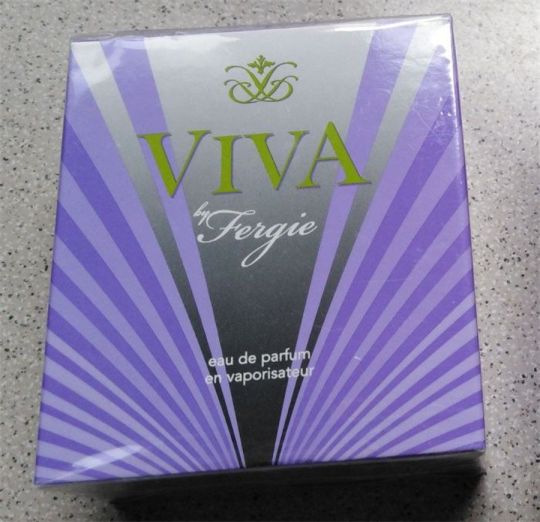 VIVA
by Fergie
eau de parfum
en vaporisateur